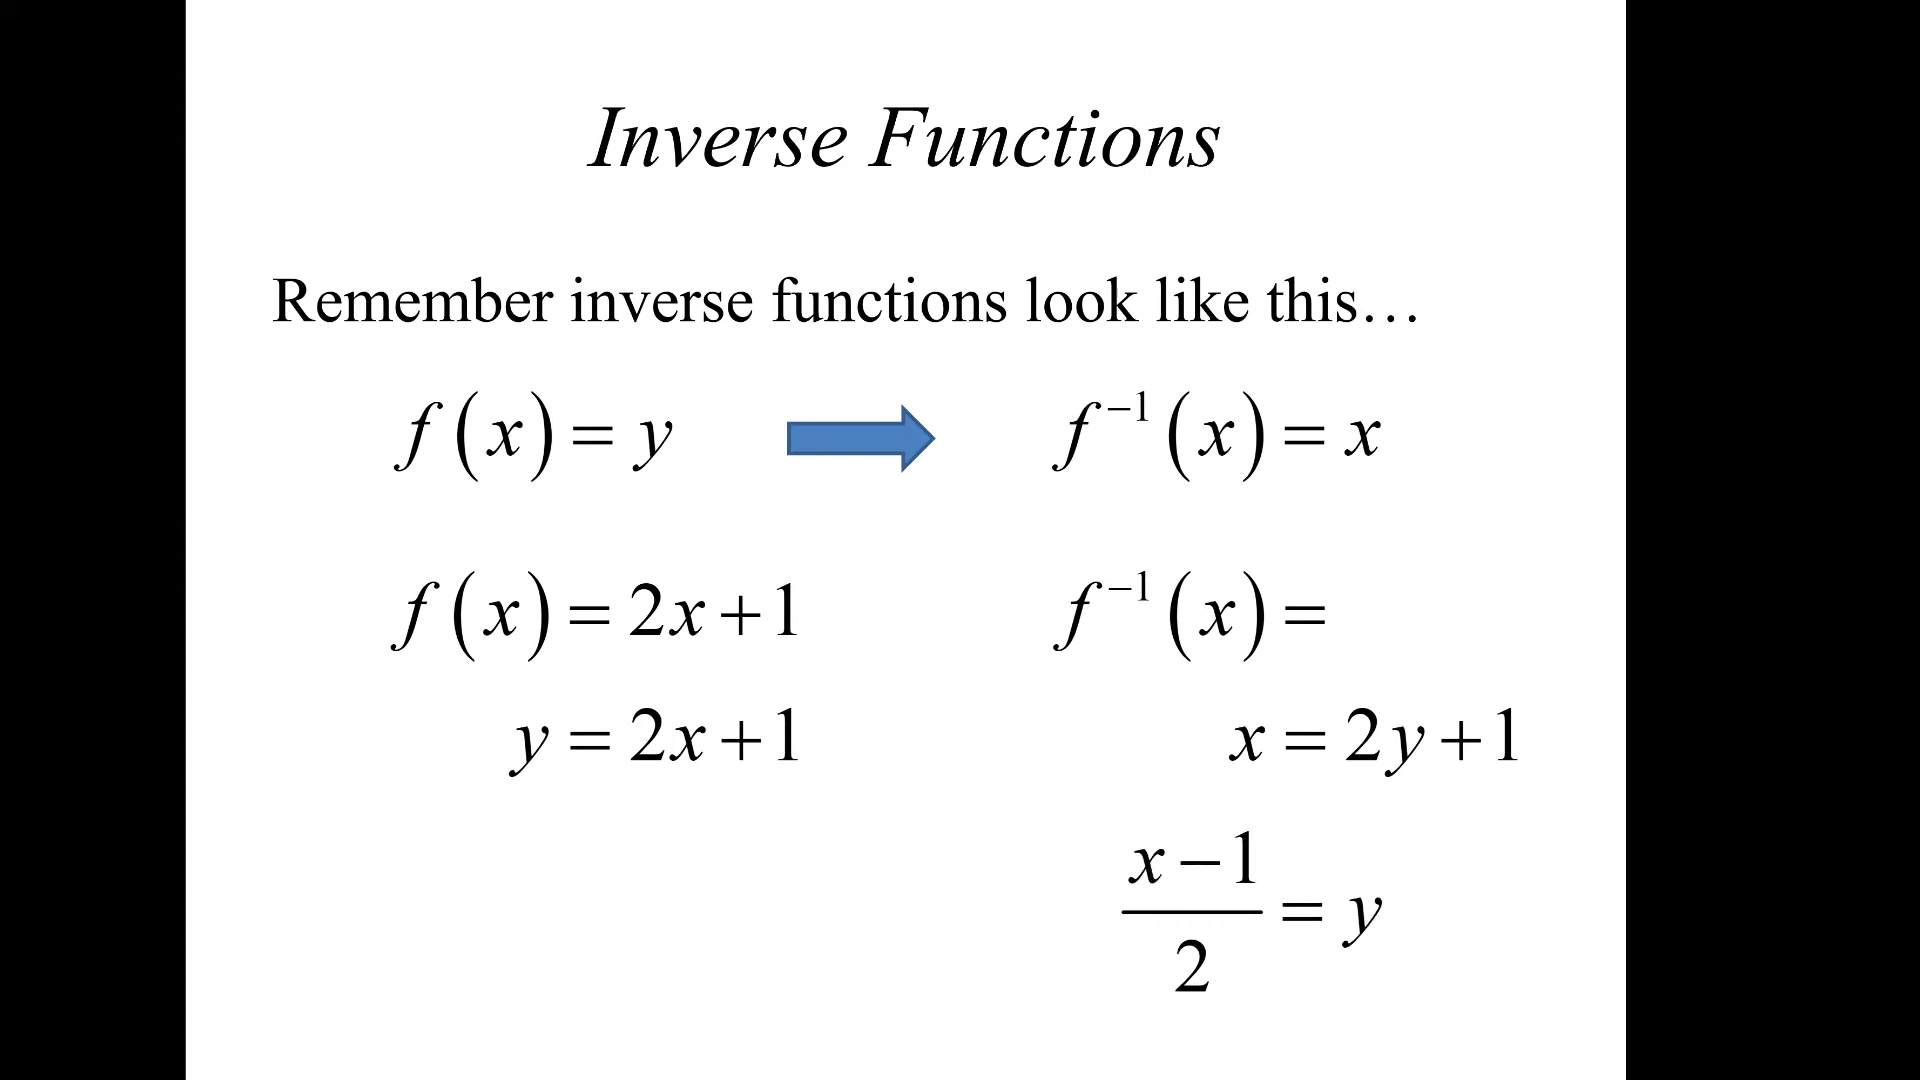 Inverse Functions
Remember inverse functions look like this…
f(x) = y
f⁻¹(x) = x
f(x) = 2x+1
f⁻¹(x) =
y = 2x+1
x = 2y+1
(x−1)/2 = y